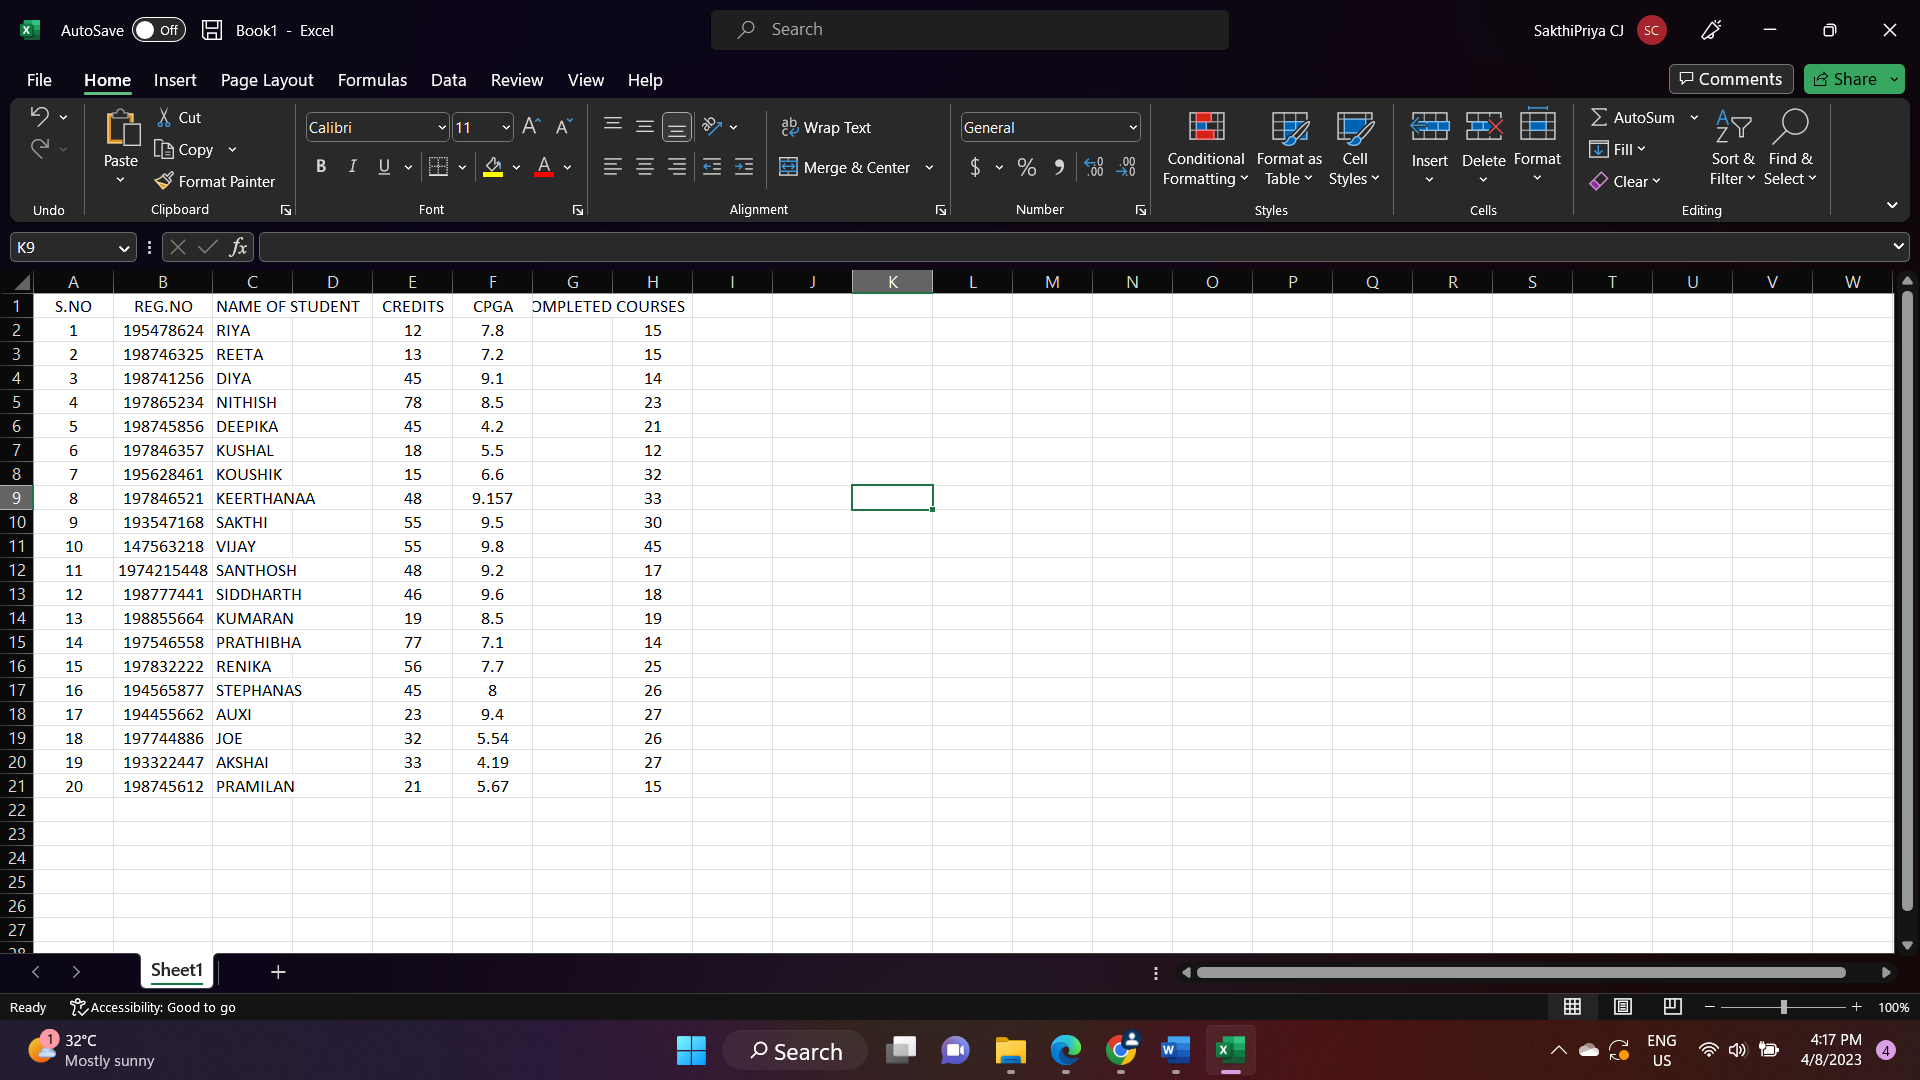 AutoSave Off Book1 - Excel Search SakthiPriya CJ SC
File Home Insert Page Layout Formulas Data Review View Help Comments Share
Cut
Copy
Format Painter
Paste
Calibri 11
B I U A
ab Wrap Text
Merge & Center
General
$ % 9
Conditional Formatting
Format as Table
Cell Styles
Insert Delete Format
AutoSum
Fill
Clear
Sort & Filter
Find & Select
Undo Clipboard Font Alignment Number Styles Cells Editing
K9 fx
A B C D E F G H I J K L M N O P Q R S T U V W
1 S.NO REG.NO NAME OF STUDENT CREDITS CPGA OMPLETED COURSES
2 1 195478624 RIYA 12 7.8 15
3 2 198746325 REETA 13 7.2 15
4 3 198741256 DIYA 45 9.1 14
5 4 197865234 NITHISH 78 8.5 23
6 5 198745856 DEEPIKA 45 4.2 21
7 6 197846357 KUSHAL 18 5.5 12
8 7 195628461 KOUSHIK 15 6.6 32
9 8 197846521 KEERTHANAA 48 9.157 33
10 9 193547168 SAKTHI 55 9.5 30
11 10 147563218 VIJAY 55 9.8 45
12 11 1974215448 SANTHOSH 48 9.2 17
13 12 198777441 SIDDHARTH 46 9.6 18
14 13 198855664 KUMARAN 19 8.5 19
15 14 197546558 PRATHIBHA 77 7.1 14
16 15 197832222 RENIKA 56 7.7 25
17 16 194565877 STEPHANAS 45 8 26
18 17 194455662 AUXI 23 9.4 27
19 18 197744886 JOE 32 5.54 26
20 19 193322447 AKSHAI 33 4.19 27
21 20 198745612 PRAMILAN 21 5.67 15
22
23
24
25
26
27
28
Sheet1
Ready Accessibility: Good to go 100%
1 32°C
Mostly sunny
Search
ENG
US
4:17 PM
4/8/2023
4